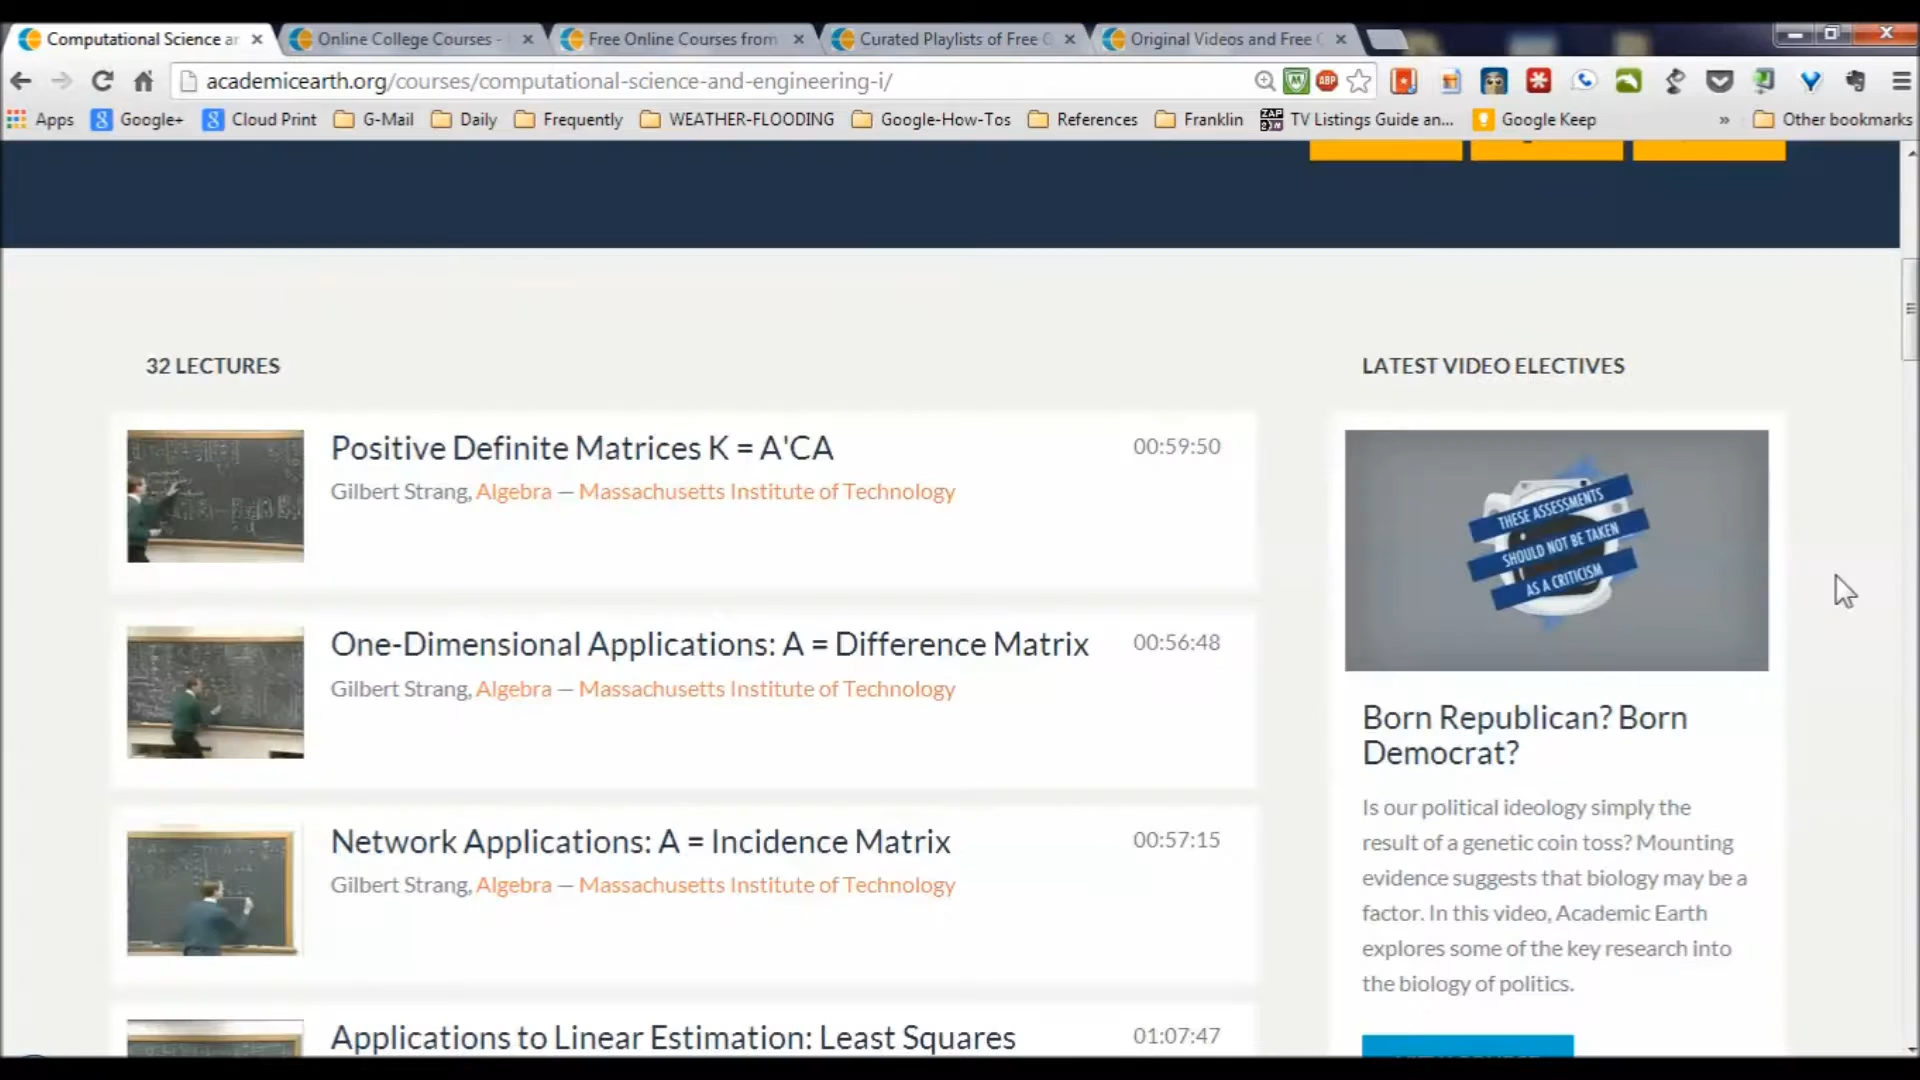 Computational Science ar
Online College Courses -
Free Online Courses from
Curated Playlists of Free O
Original Videos and Free C
academicearth.org/courses/computational-science-and-engineering-i/
ABP
Apps
Google+
Cloud Print
G-Mail
Daily
Frequently
WEATHER-FLOODING
Google-How-Tos
References
Franklin
TV Listings Guide an...
Google Keep
»
Other bookmarks
32 LECTURES
Positive Definite Matrices K = A'CA
00:59:50
Gilbert Strang, Algebra — Massachusetts Institute of Technology
One-Dimensional Applications: A = Difference Matrix
00:56:48
Gilbert Strang, Algebra — Massachusetts Institute of Technology
Network Applications: A = Incidence Matrix
00:57:15
Gilbert Strang, Algebra — Massachusetts Institute of Technology
Applications to Linear Estimation: Least Squares
01:07:47
LATEST VIDEO ELECTIVES
THESE ASSESSMENTS
SHOULD NOT BE TAKEN
AS A CRITICISM
Born Republican? Born
Democrat?
Is our political ideology simply the
result of a genetic coin toss? Mounting
evidence suggests that biology may be a
factor. In this video, Academic Earth
explores some of the key research into
the biology of politics.